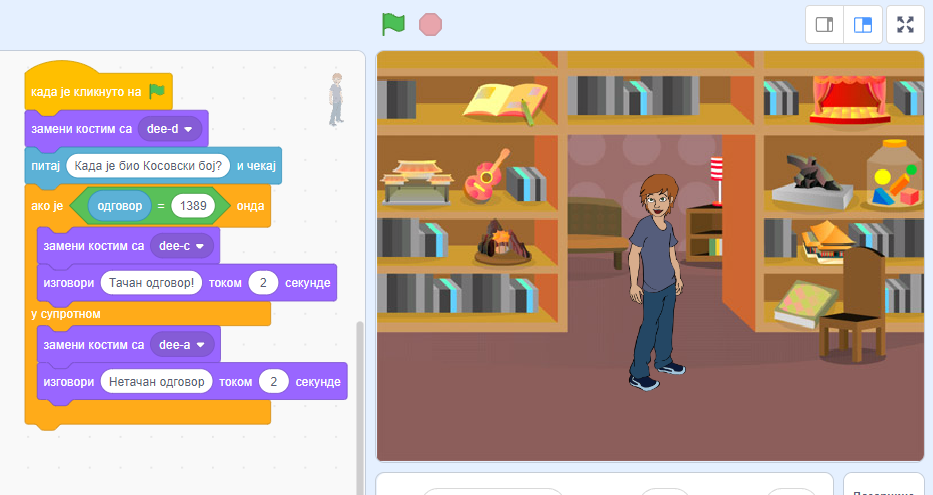 када је кликнуто на
замени костим са dee-d
питај Када је био Косовски бој? и чекај
ако је одговор = 1389 онда
замени костим са dee-c
изговори Тачан одговор! током 2 секунде
у супротном
замени костим са dee-a
изговори Нетачан одговор током 2 секунде